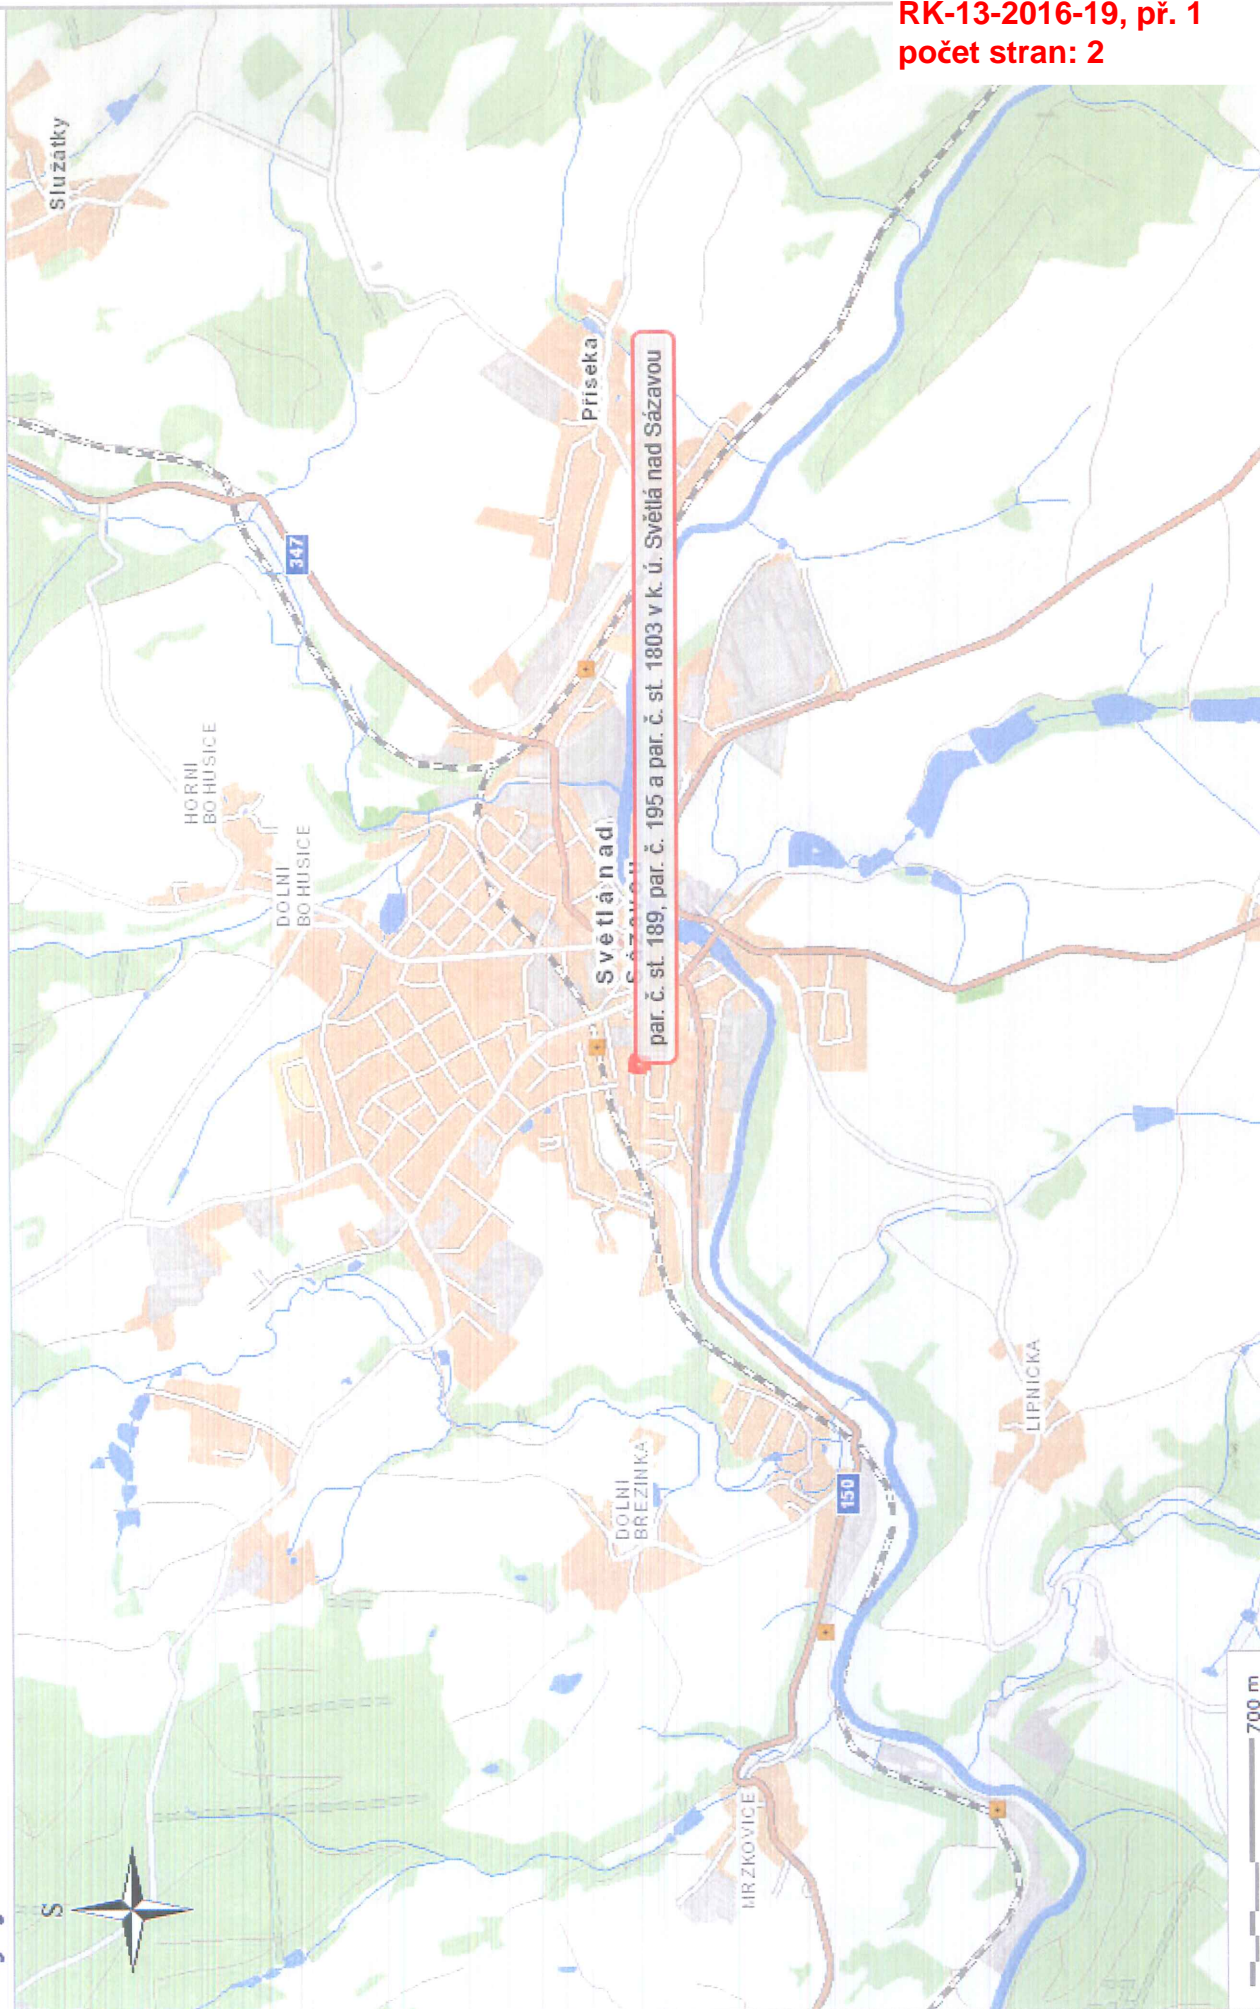 RK-13-2016-19, př. 1
počet stran: 2
Služátky
347
HORNÍ
BOHUSICE
DOLNÍ
BOHUSICE
Příseka
Světlá nad
par. č. st. 189, par. č. 195 a par. č. st. 1803 v k. ú. Světlá nad Sázavou
DOLNÍ
BŘEZINKA
150
LIPNIČKA
MRZKOVICE
S
700 m